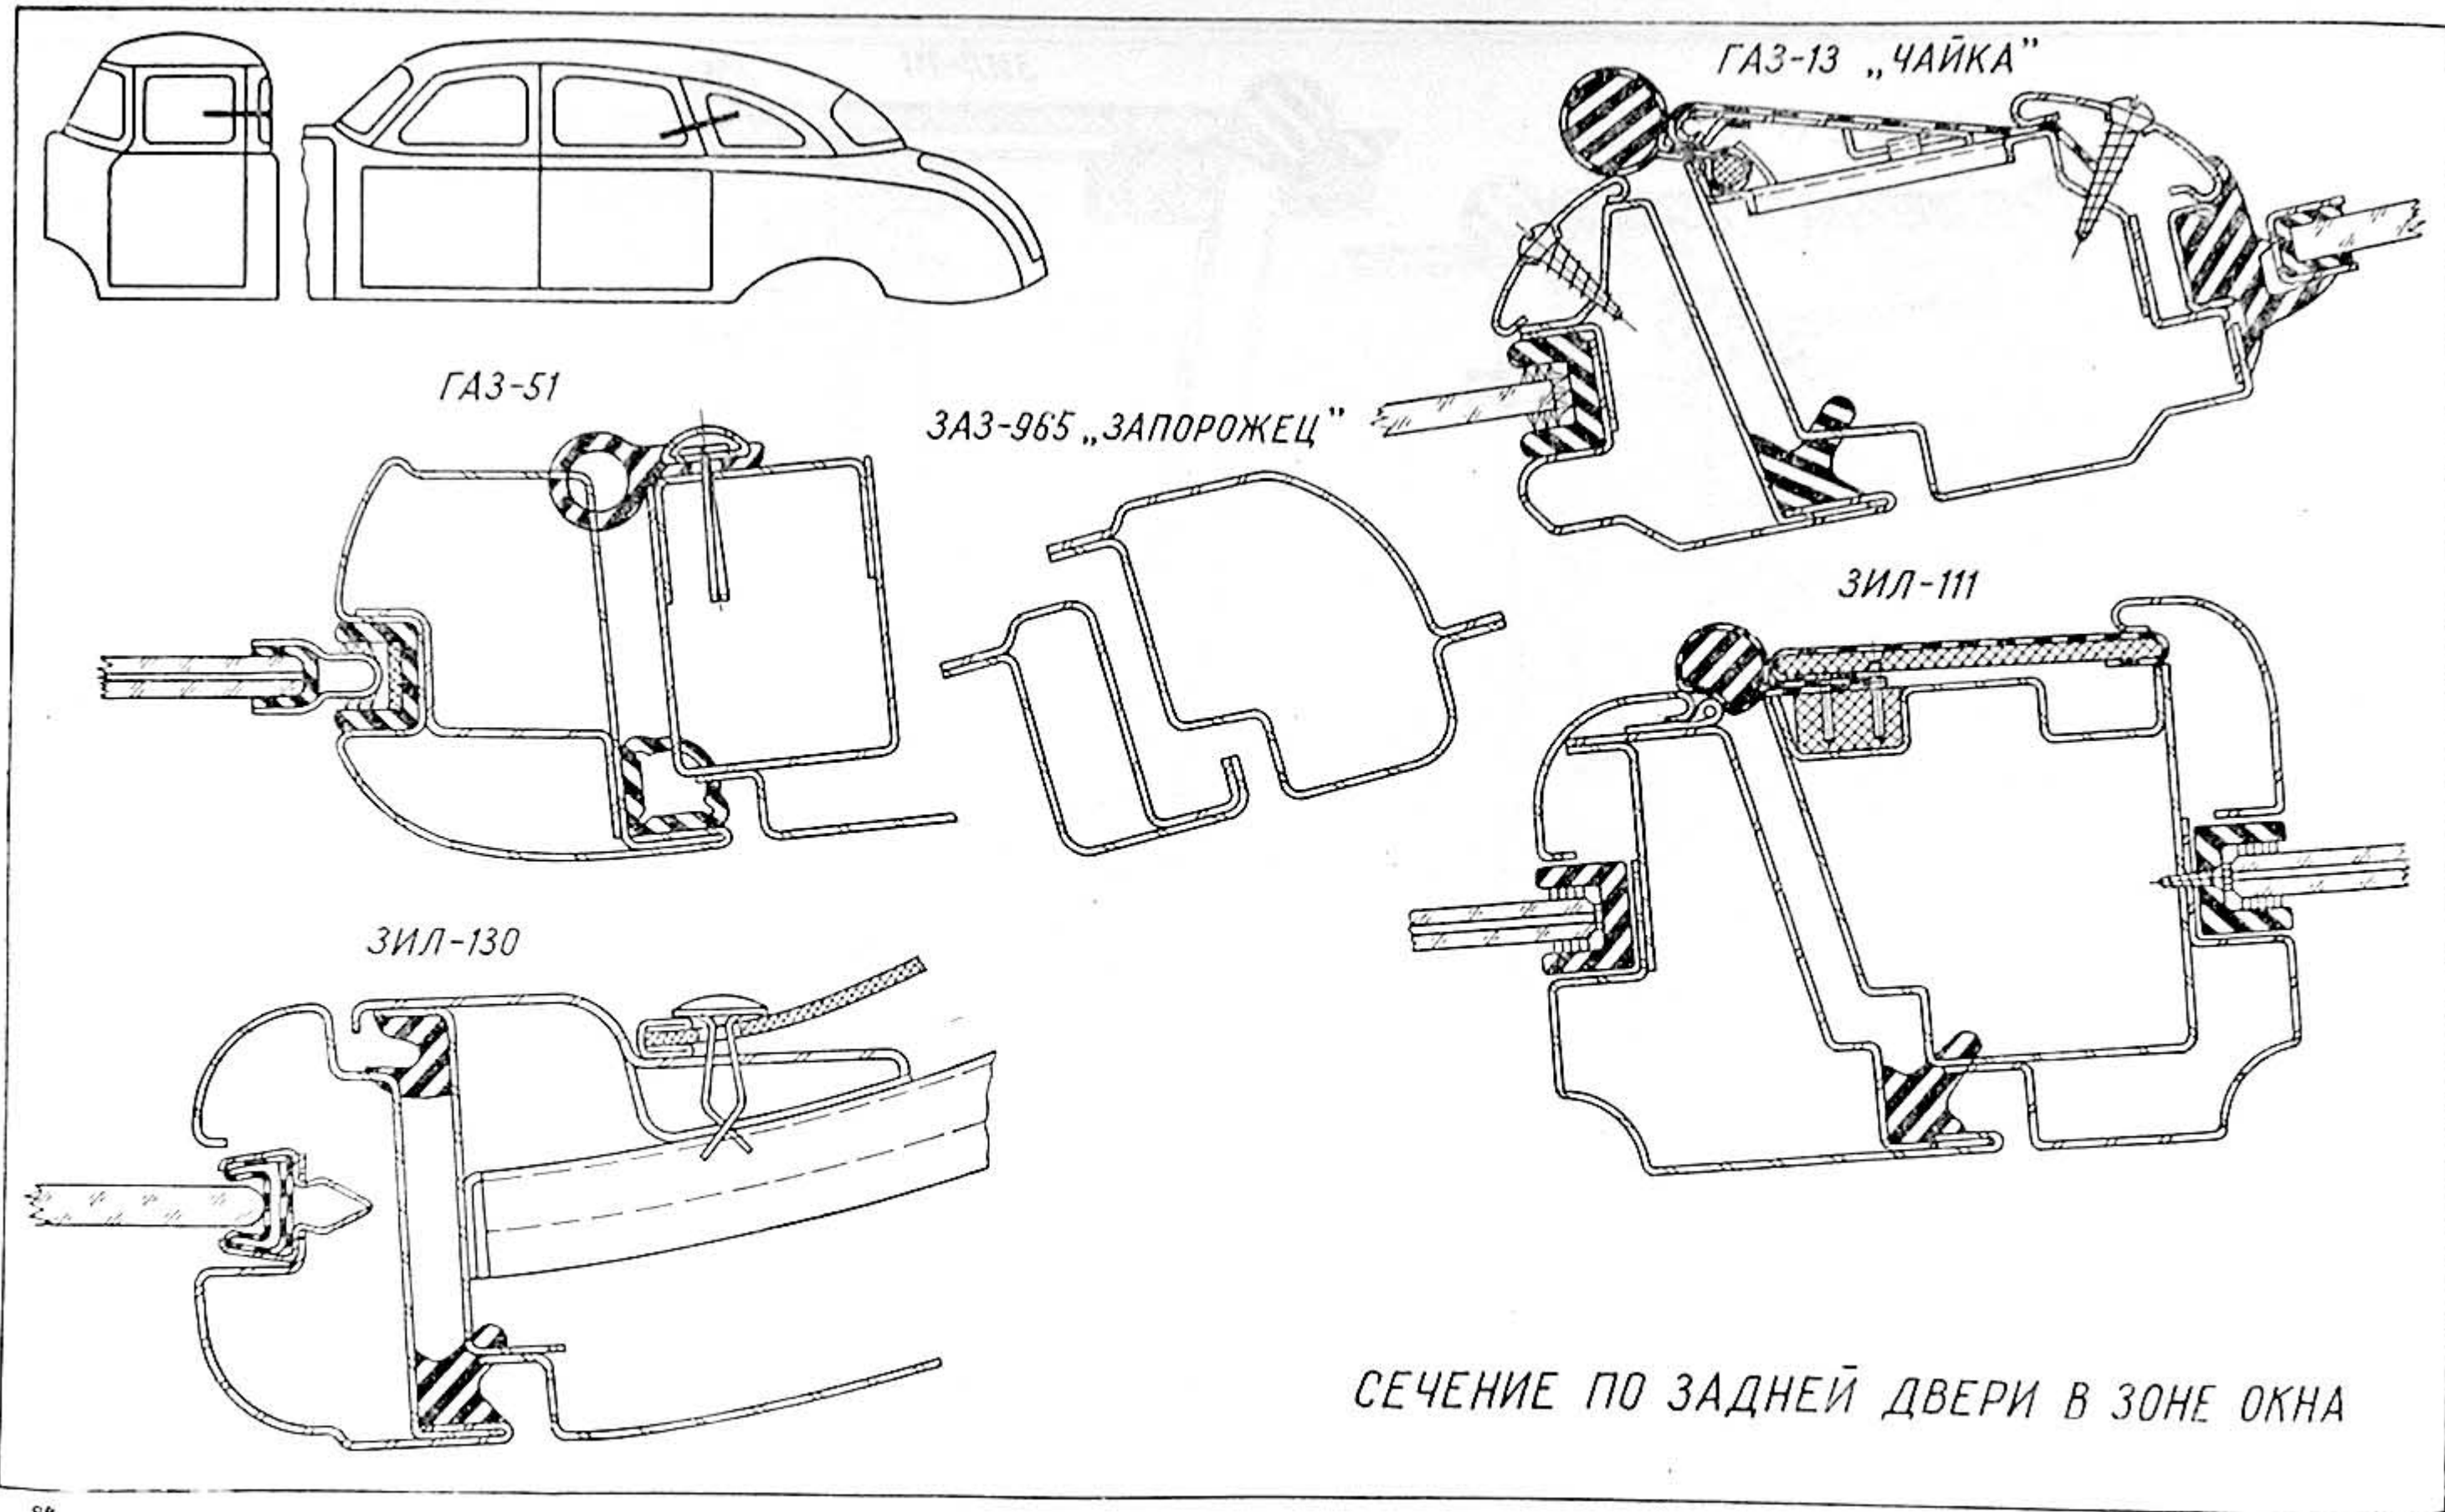 ГАЗ-13 „ЧАЙКА”
ГАЗ-51
ЗАЗ-965 „ЗАПОРОЖЕЦ”
ЗИЛ-111
ЗИЛ-130
СЕЧЕНИЕ ПО ЗАДНЕЙ ДВЕРИ В ЗОНЕ ОКНА